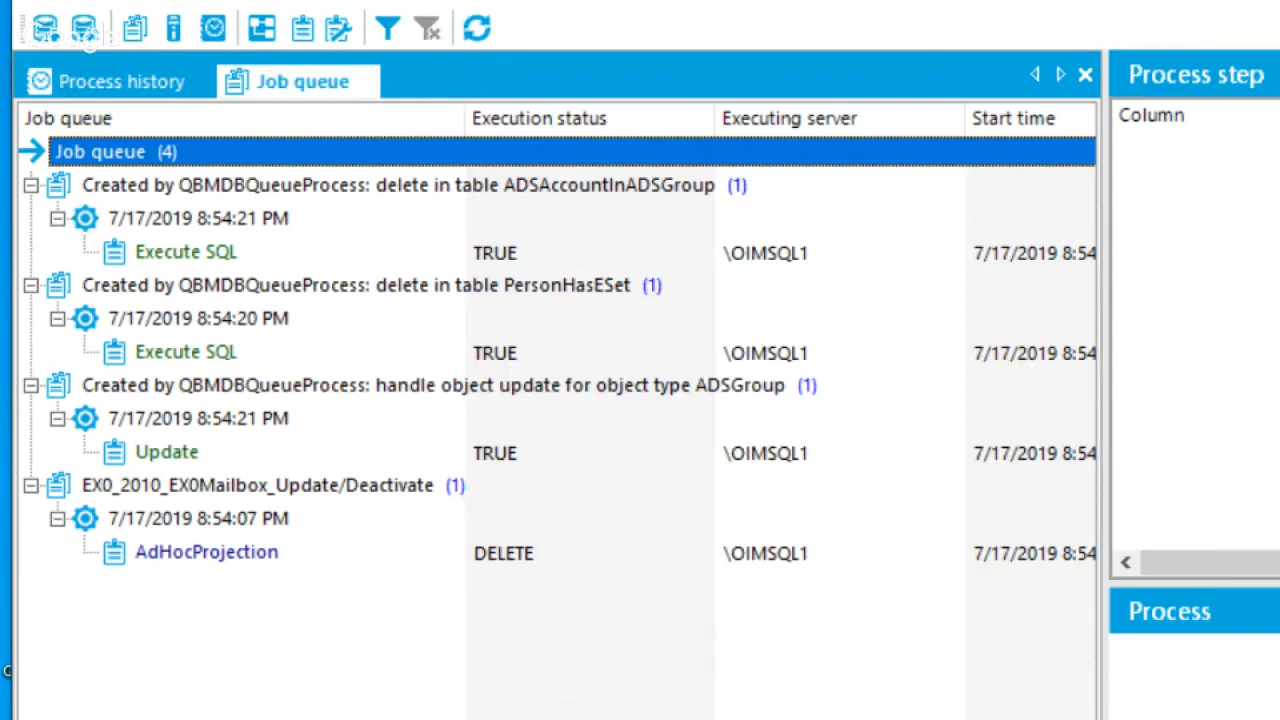 Process history
Job queue
Process step
Job queue Execution status Executing server Start time
Column
Job queue (4)
Created by QBMDBQueueProcess: delete in table ADSAccountInADSGroup (1)
7/17/2019 8:54:21 PM
Execute SQL TRUE \OIMSQL1 7/17/2019 8:54
Created by QBMDBQueueProcess: delete in table PersonHasESet (1)
7/17/2019 8:54:20 PM
Execute SQL TRUE \OIMSQL1 7/17/2019 8:54
Created by QBMDBQueueProcess: handle object update for object type ADSGroup (1)
7/17/2019 8:54:21 PM
Update TRUE \OIMSQL1 7/17/2019 8:54
EX0_2010_EX0Mailbox_Update/Deactivate (1)
7/17/2019 8:54:07 PM
AdHocProjection DELETE \OIMSQL1 7/17/2019 8:54
Process